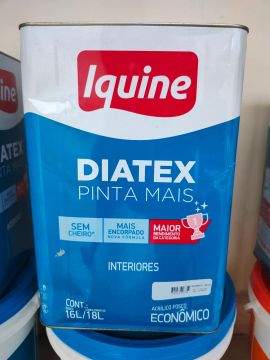 Iquine
DIATEX
PINTA MAIS
SEM
CHEIRO*
MAIS
ENCORPADO
NOVA FÓRMULA
MAIOR
RENDIMENTO
DA CATEGORIA
1
INTERIORES
CONT.
16L/18L
ACRÍLICO FOSCO
ECONÔMICO